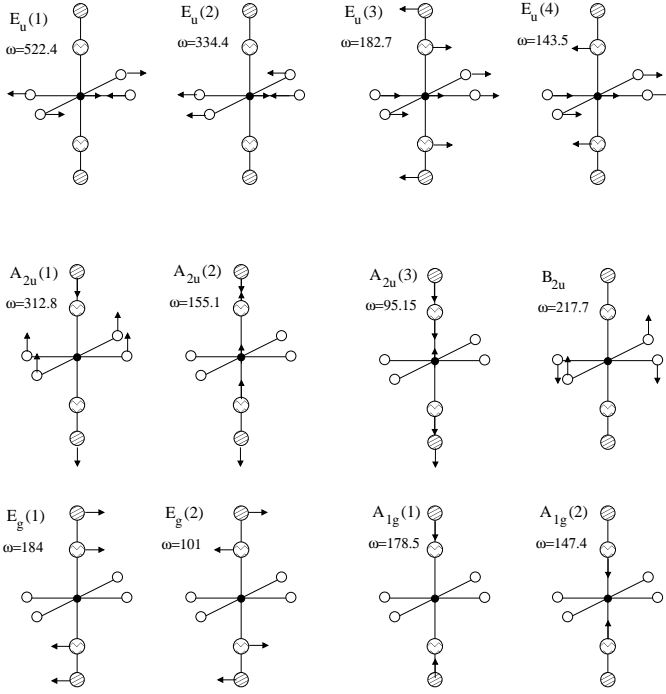 E_u(1) E_u(2) E_u(3) E_u(4)
ω=522.4 ω=334.4 ω=182.7 ω=143.5
A_2u(1) A_2u(2) A_2u(3) B_2u
ω=312.8 ω=155.1 ω=95.15 ω=217.7
E_g(1) E_g(2) A_1g(1) A_1g(2)
ω=184 ω=101 ω=178.5 ω=147.4